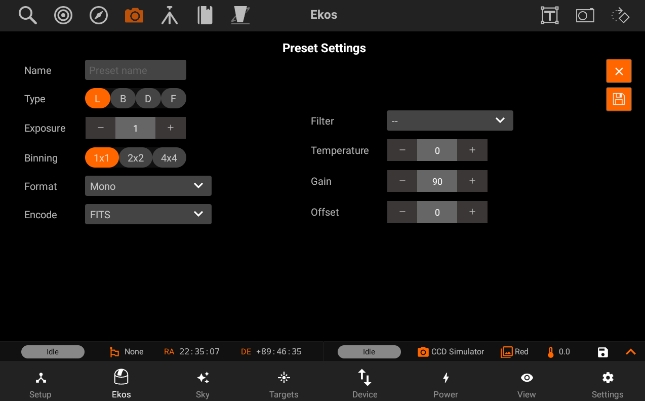 Ekos
T
Preset Settings
Name Preset name
Type L B D F
Exposure − 1 +
Filter --
Binning 1x1 2x2 4x4
Temperature − 0 +
Format Mono
Gain − 90 +
Encode FITS
Offset − 0 +
Idle None RA 22:35:07 DE +89:46:35 Idle CCD Simulator Red 0.0
Setup Ekos Sky Targets Device Power View Settings